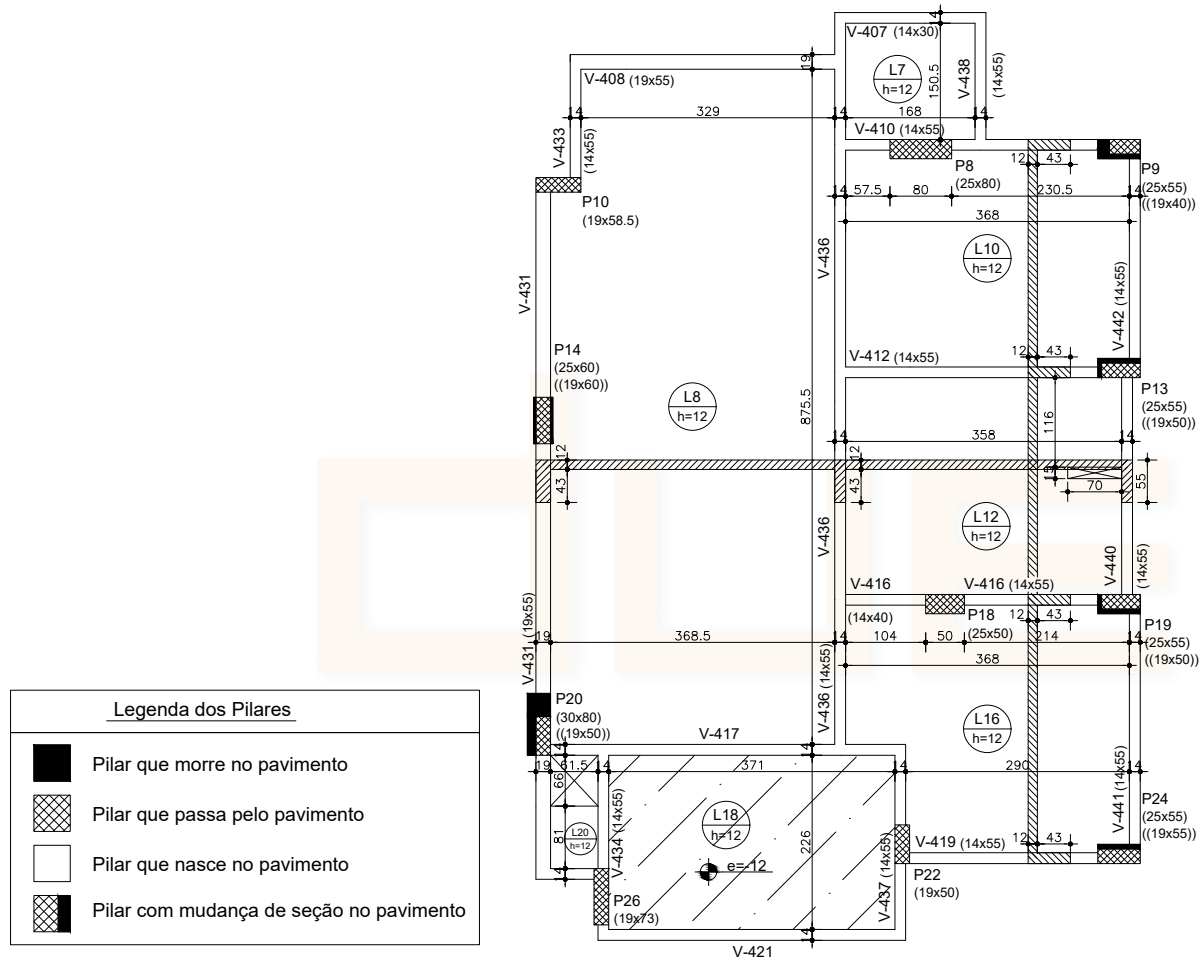 V-407 (14x30)
4
19
V-408 (19x55)
L7
h=12
150.5
V-438
(14x55)
14
329
14
168
14
V-410 (14x55)
V-433
(14x55)
12
43
P8
(25x80)
P9
(25x55)
((19x40))
P10
(19x58.5)
14
57.5
80
230.5
14
368
V-436
L10
h=12
V-431
V-442 (14x55)
P14
(25x60)
((19x60))
V-412 (14x55)
12
43
P13
(25x55)
((19x50))
L8
h=12
875.5
116
14
358
14
12
43
12
43
15
70
55
V-436
L12
h=12
V-440
(14x55)
V-416
V-416 (14x55)
(14x40)
P18
(25x50)
12
43
P19
(25x55)
((19x50))
V-431 (19x55)
19
368.5
14
104
50
214
14
368
V-436 (14x55)
P20
(30x80)
((19x50))
V-417
L16
h=12
4
4
19
61.5
14
371
14
290
14
66
V-434 (14x55)
L18
h=12
L20
h=12
81
226
e=-12
V-441 (14x55)
P24
(25x55)
((19x55))
V-419 (14x55)
12
43
14
V-437 (14x55)
P22
(19x50)
P26
(19x73)
4
V-421
Legenda dos Pilares
Pilar que morre no pavimento
Pilar que passa pelo pavimento
Pilar que nasce no pavimento
Pilar com mudança de seção no pavimento